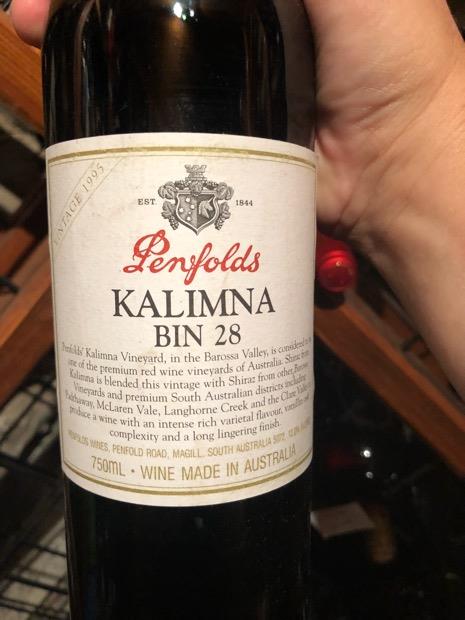 VINTAGE 1995
EST. 1844
Penfolds
KALIMNA
BIN 28
Penfolds' Kalimna Vineyard, in the Barossa Valley, is considered
one of the premium red wine vineyards of Australia. Shiraz from
Kalimna is blended this vintage with Shiraz from other Barossa
Vineyards and premium South Australian districts including
Padthaway, McLaren Vale, Langhorne Creek and the Clare Valley
produce a wine with an intense rich varietal flavour, vanillin oak
complexity and a long lingering finish.
PENFOLDS WINES, PENFOLD ROAD, MAGILL, SOUTH AUSTRALIA 5072.
750ML • WINE MADE IN AUSTRALIA